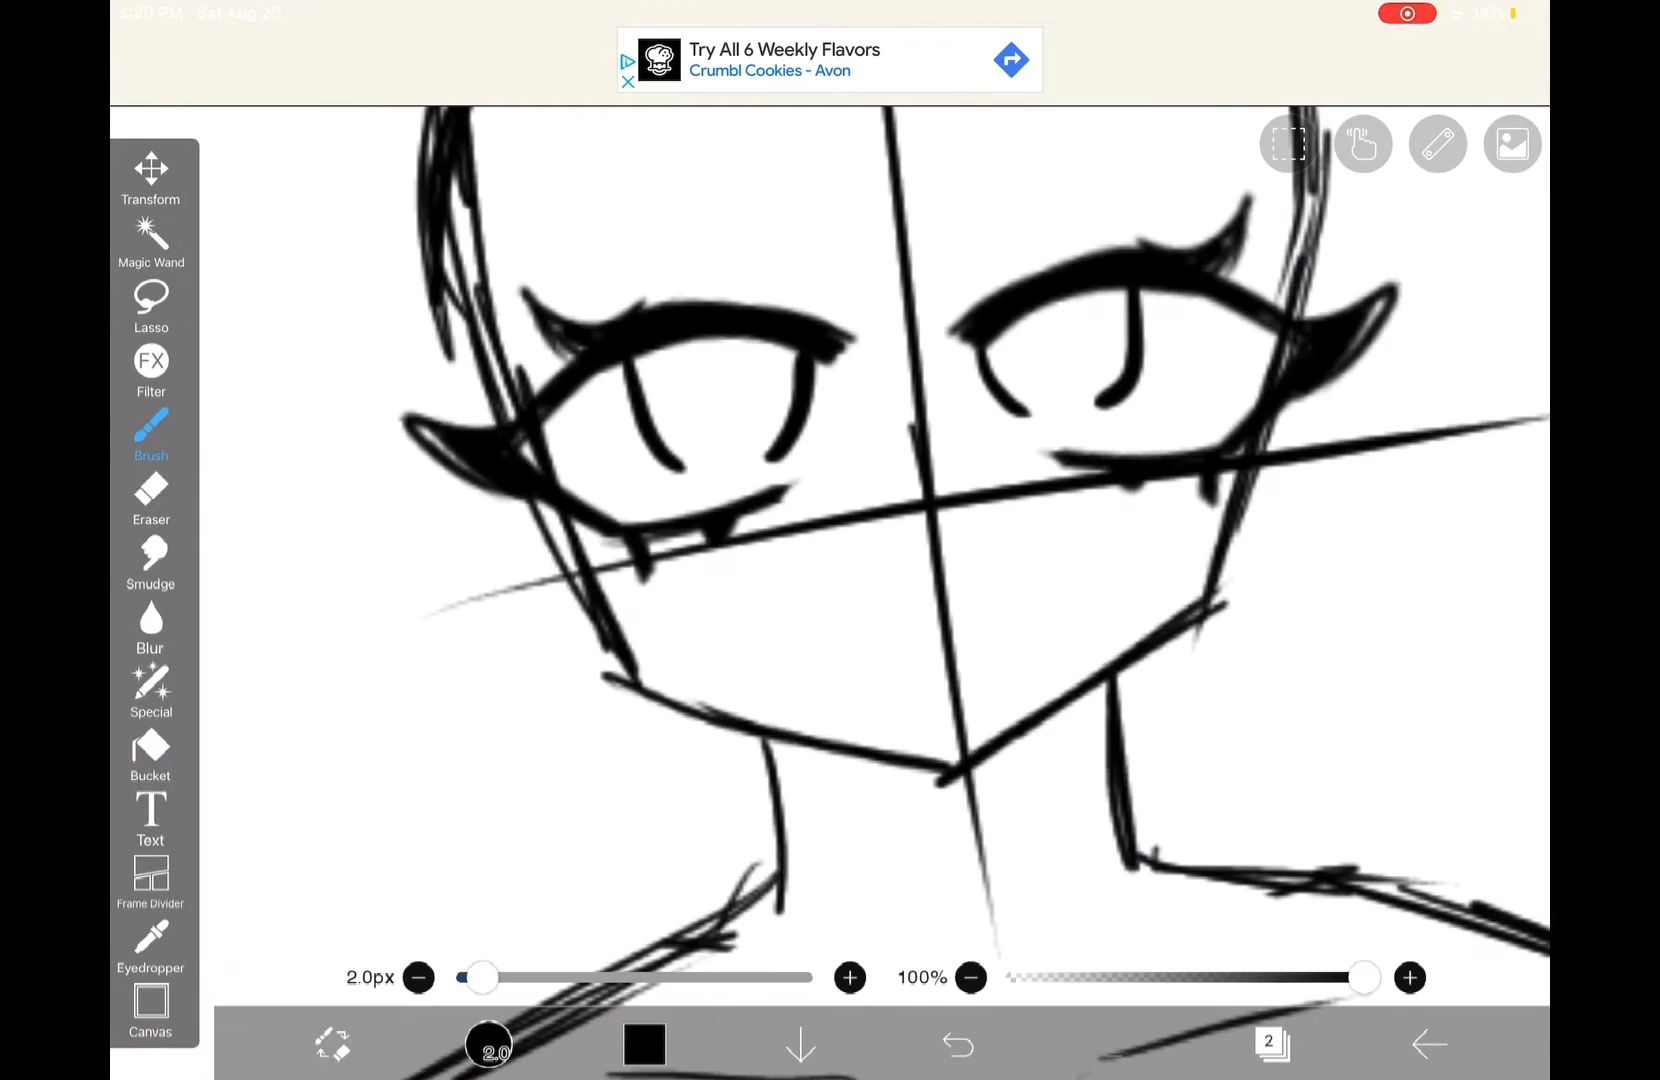 4:20 PM Sat Aug 20
18%
Try All 6 Weekly Flavors
Crumbl Cookies - Avon
Transform
Magic Wand
Lasso
FX
Filter
Brush
Eraser
Smudge
Blur
Special
Bucket
T
Text
Frame Divider
Eyedropper
Canvas
2.0px
100%
2.0
2